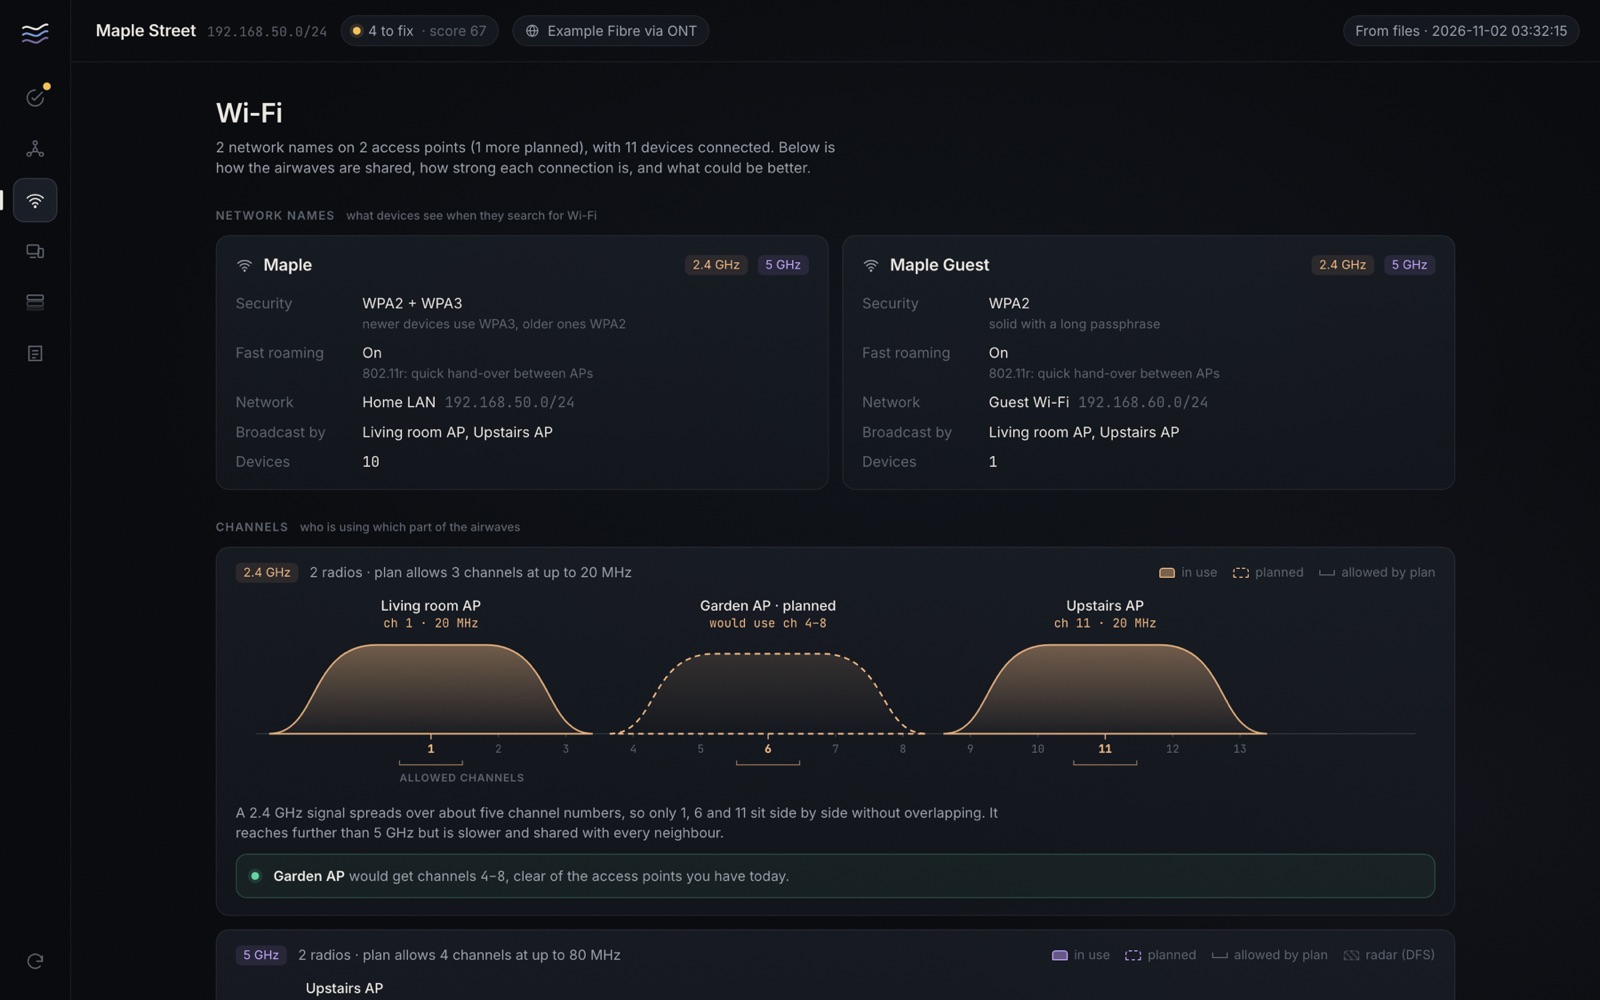 Maple Street 192.168.50.0/24 4 to fix · score 67 Example Fibre via ONT From files · 2026-11-02 03:32:15
Wi-Fi
2 network names on 2 access points (1 more planned), with 11 devices connected. Below is
how the airwaves are shared, how strong each connection is, and what could be better.
NETWORK NAMES what devices see when they search for Wi-Fi
Maple 2.4 GHz 5 GHz
Security WPA2 + WPA3
newer devices use WPA3, older ones WPA2
Fast roaming On
802.11r: quick hand-over between APs
Network Home LAN 192.168.50.0/24
Broadcast by Living room AP, Upstairs AP
Devices 10
Maple Guest 2.4 GHz 5 GHz
Security WPA2
solid with a long passphrase
Fast roaming On
802.11r: quick hand-over between APs
Network Guest Wi-Fi 192.168.60.0/24
Broadcast by Living room AP, Upstairs AP
Devices 1
CHANNELS who is using which part of the airwaves
2.4 GHz 2 radios · plan allows 3 channels at up to 20 MHz in use planned allowed by plan
Living room AP Garden AP · planned Upstairs AP
ch 1 · 20 MHz would use ch 4–8 ch 11 · 20 MHz
1 2 3 4 5 6 7 8 9 10 11 12 13
ALLOWED CHANNELS
A 2.4 GHz signal spreads over about five channel numbers, so only 1, 6 and 11 sit side by side without overlapping. It
reaches further than 5 GHz but is slower and shared with every neighbour.
Garden AP would get channels 4–8, clear of the access points you have today.
5 GHz 2 radios · plan allows 4 channels at up to 80 MHz in use planned allowed by plan radar (DFS)
Upstairs AP